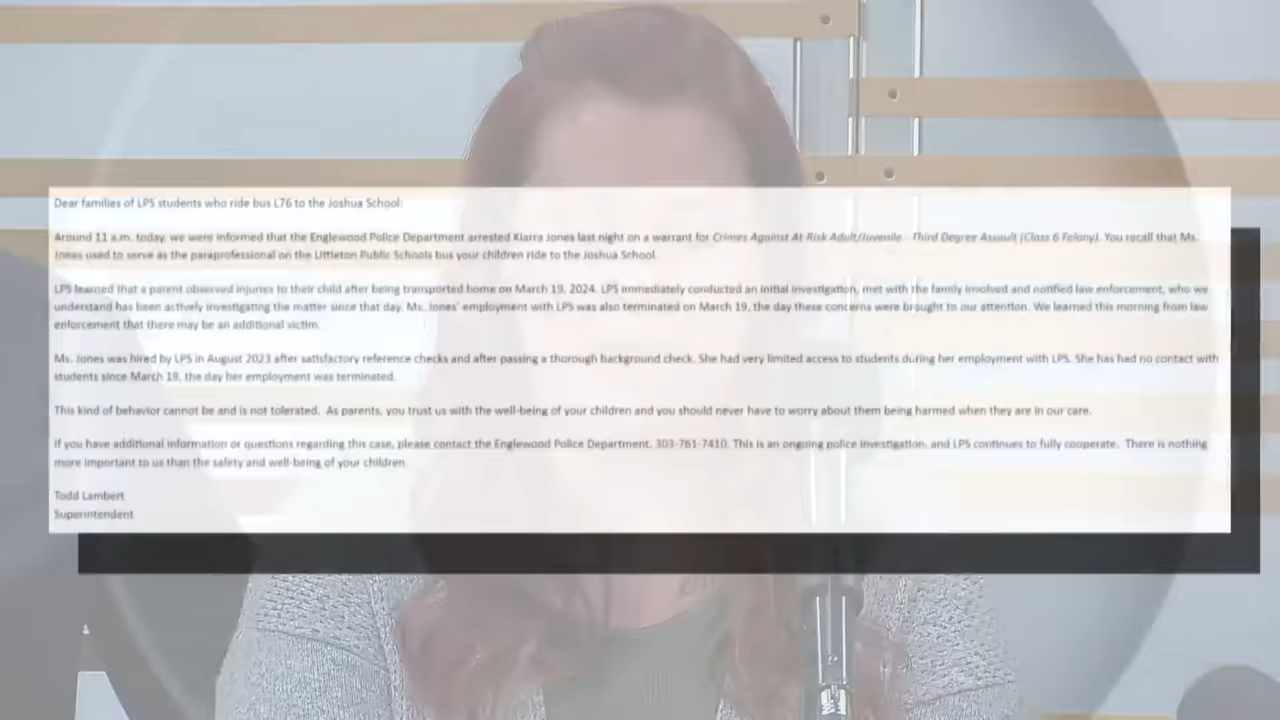 Dear families of LPS students who ride bus L76 to the Joshua School:
Around 11 a.m. today, we were informed that the Englewood Police Department arrested Kiarra Jones last night on a warrant for Crimes Against At-Risk Adult/Juvenile - Third Degree Assault (Class 6 Felony). You recall that Ms.
Jones used to serve as the paraprofessional on the Littleton Public Schools bus your children ride to the Joshua School.
LPS learned that a parent observed injuries to their child after being transported home on March 19, 2024. LPS immediately conducted an initial investigation, met with the family involved and notified law enforcement, who we
understand has been actively investigating the matter since that day. Ms. Jones' employment with LPS was also terminated on March 19, the day these concerns were brought to our attention. We learned this morning from law
enforcement that there may be an additional victim.
Ms. Jones was hired by LPS in August 2023 after satisfactory reference checks and after passing a thorough background check. She had very limited access to students during her employment with LPS. She has had no contact with
students since March 19, the day her employment was terminated.
This kind of behavior cannot be and is not tolerated. As parents, you trust us with the well-being of your children and you should never have to worry about them being harmed when they are in our care.
If you have additional information or questions regarding this case, please contact the Englewood Police Department, 303-761-7410. This is an ongoing police investigation, and LPS continues to fully cooperate. There is nothing
more important to us than the safety and well-being of your children.
Todd Lambert
Superintendent